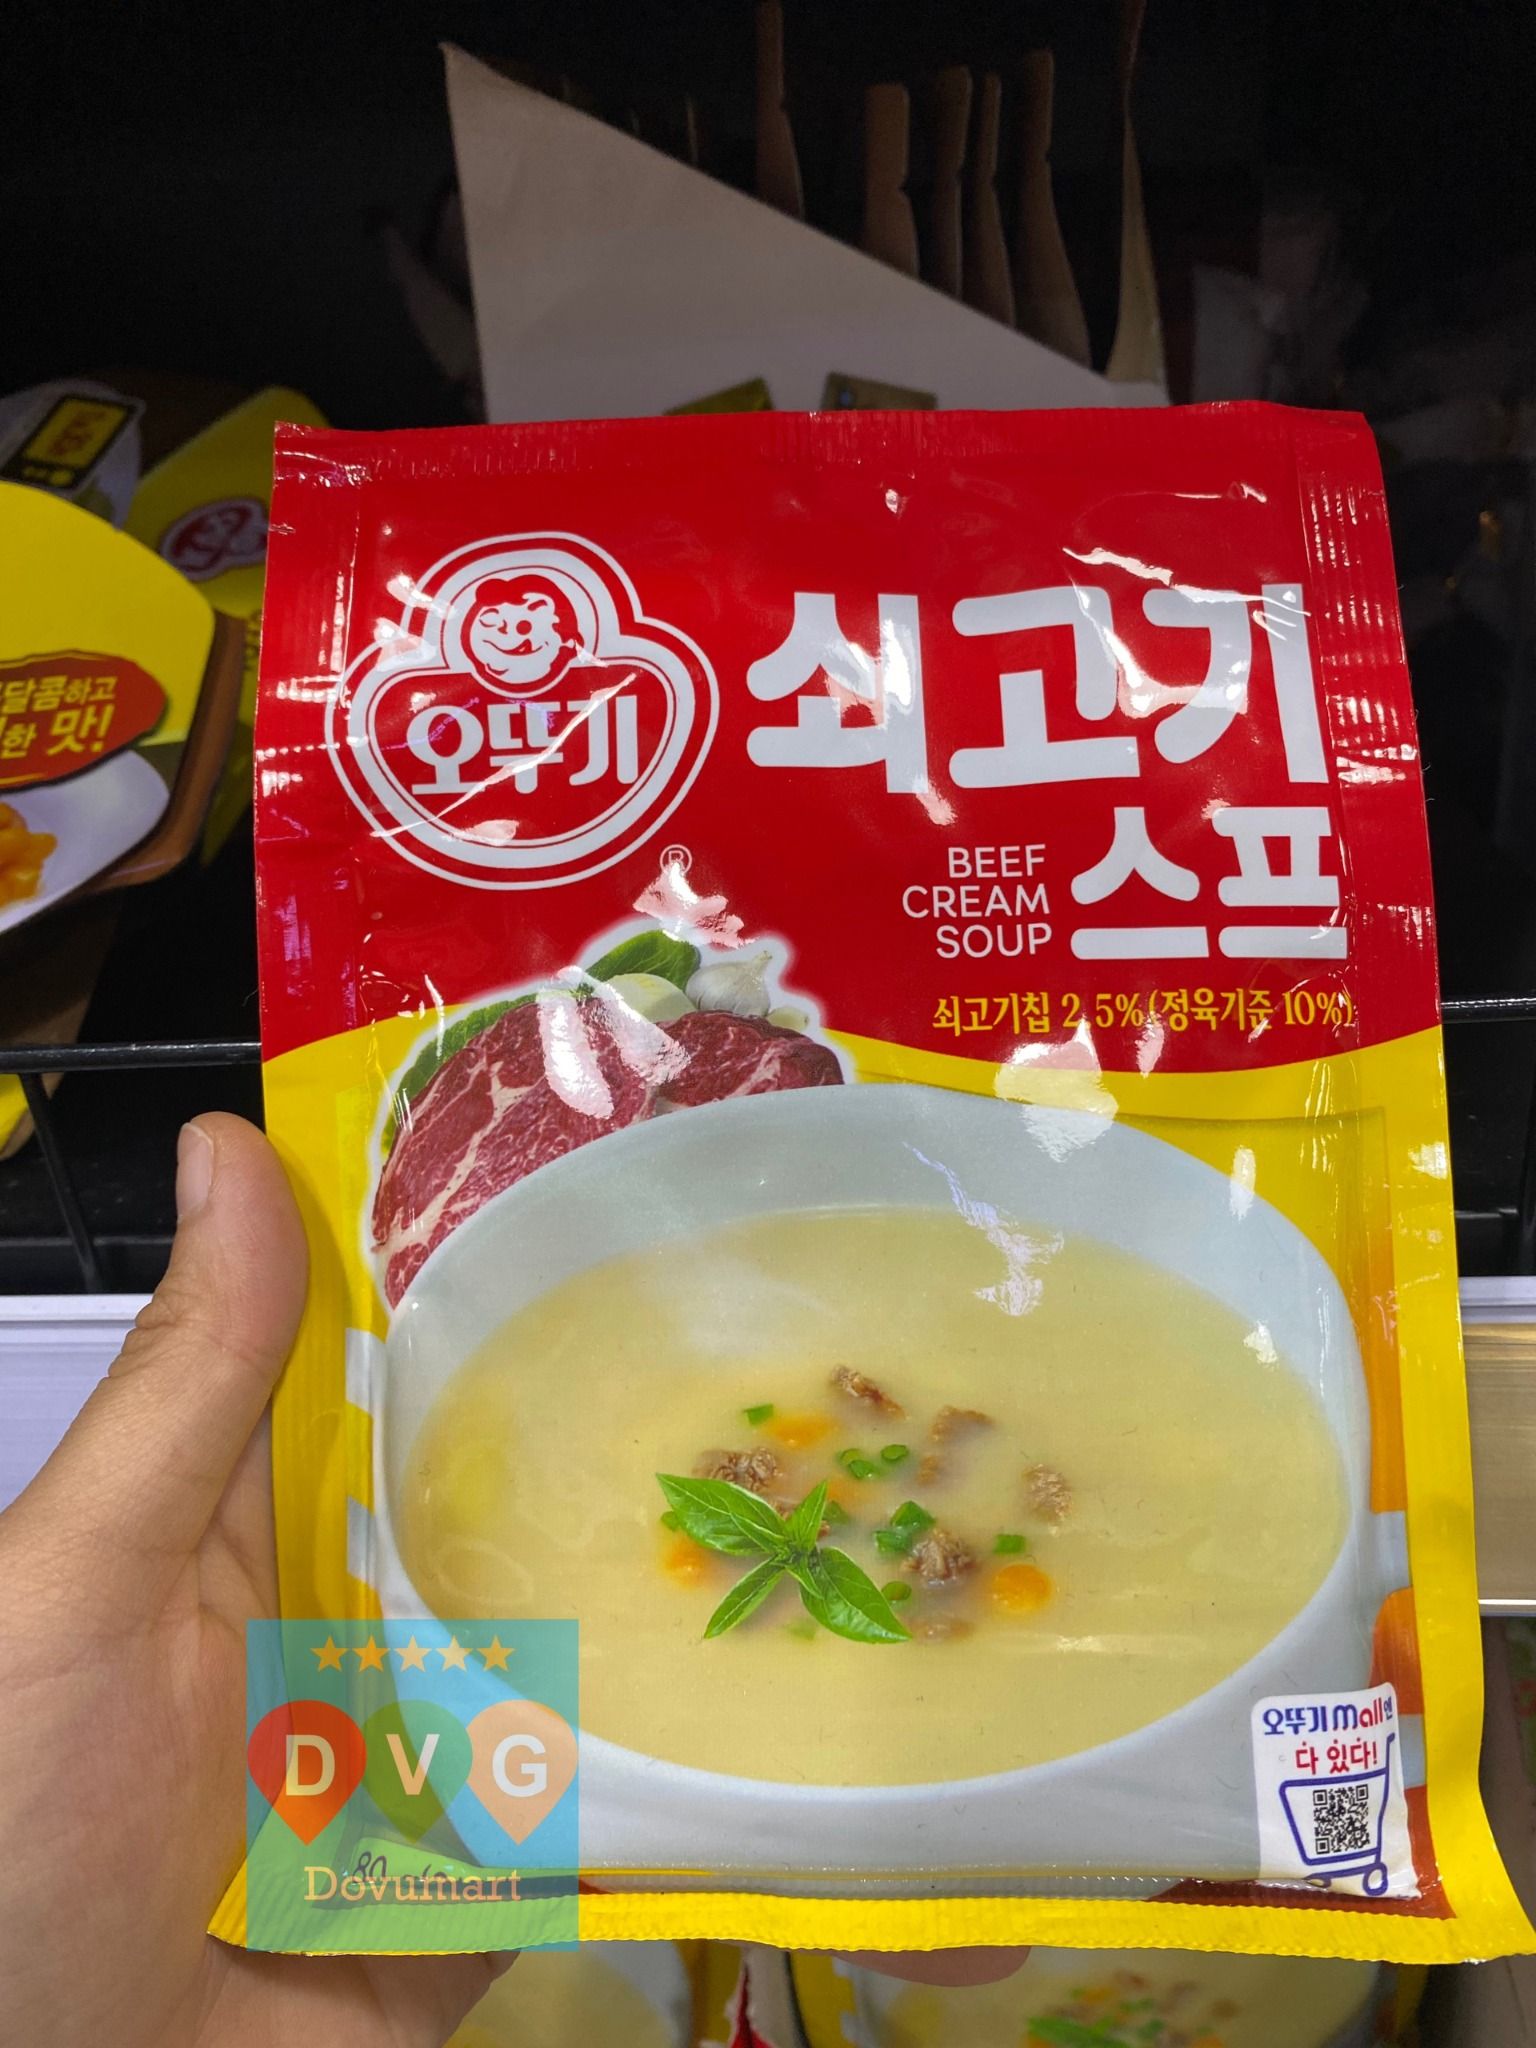 달콤하고
한 맛!
오뚜기
®
쇠고기
스프
BEEF
CREAM
SOUP
쇠고기칩 2.5% (정육기준 10%)
오뚜기mall엔
다 있다!
DVG
80
Dovumart